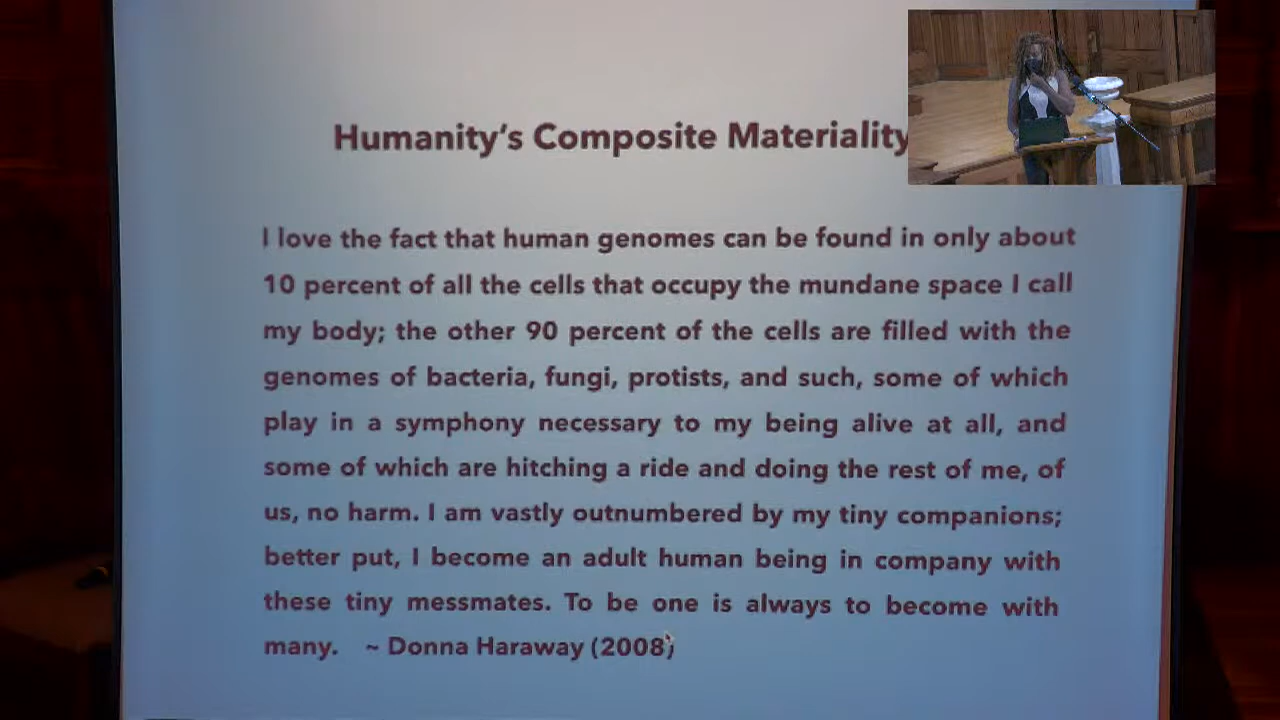 Humanity's Composite Materiality
I love the fact that human genomes can be found in only about
10 percent of all the cells that occupy the mundane space I call
my body; the other 90 percent of the cells are filled with the
genomes of bacteria, fungi, protists, and such, some of which
play in a symphony necessary to my being alive at all, and
some of which are hitching a ride and doing the rest of me, of
us, no harm. I am vastly outnumbered by my tiny companions;
better put, I become an adult human being in company with
these tiny messmates. To be one is always to become with
many. ~ Donna Haraway (2008)